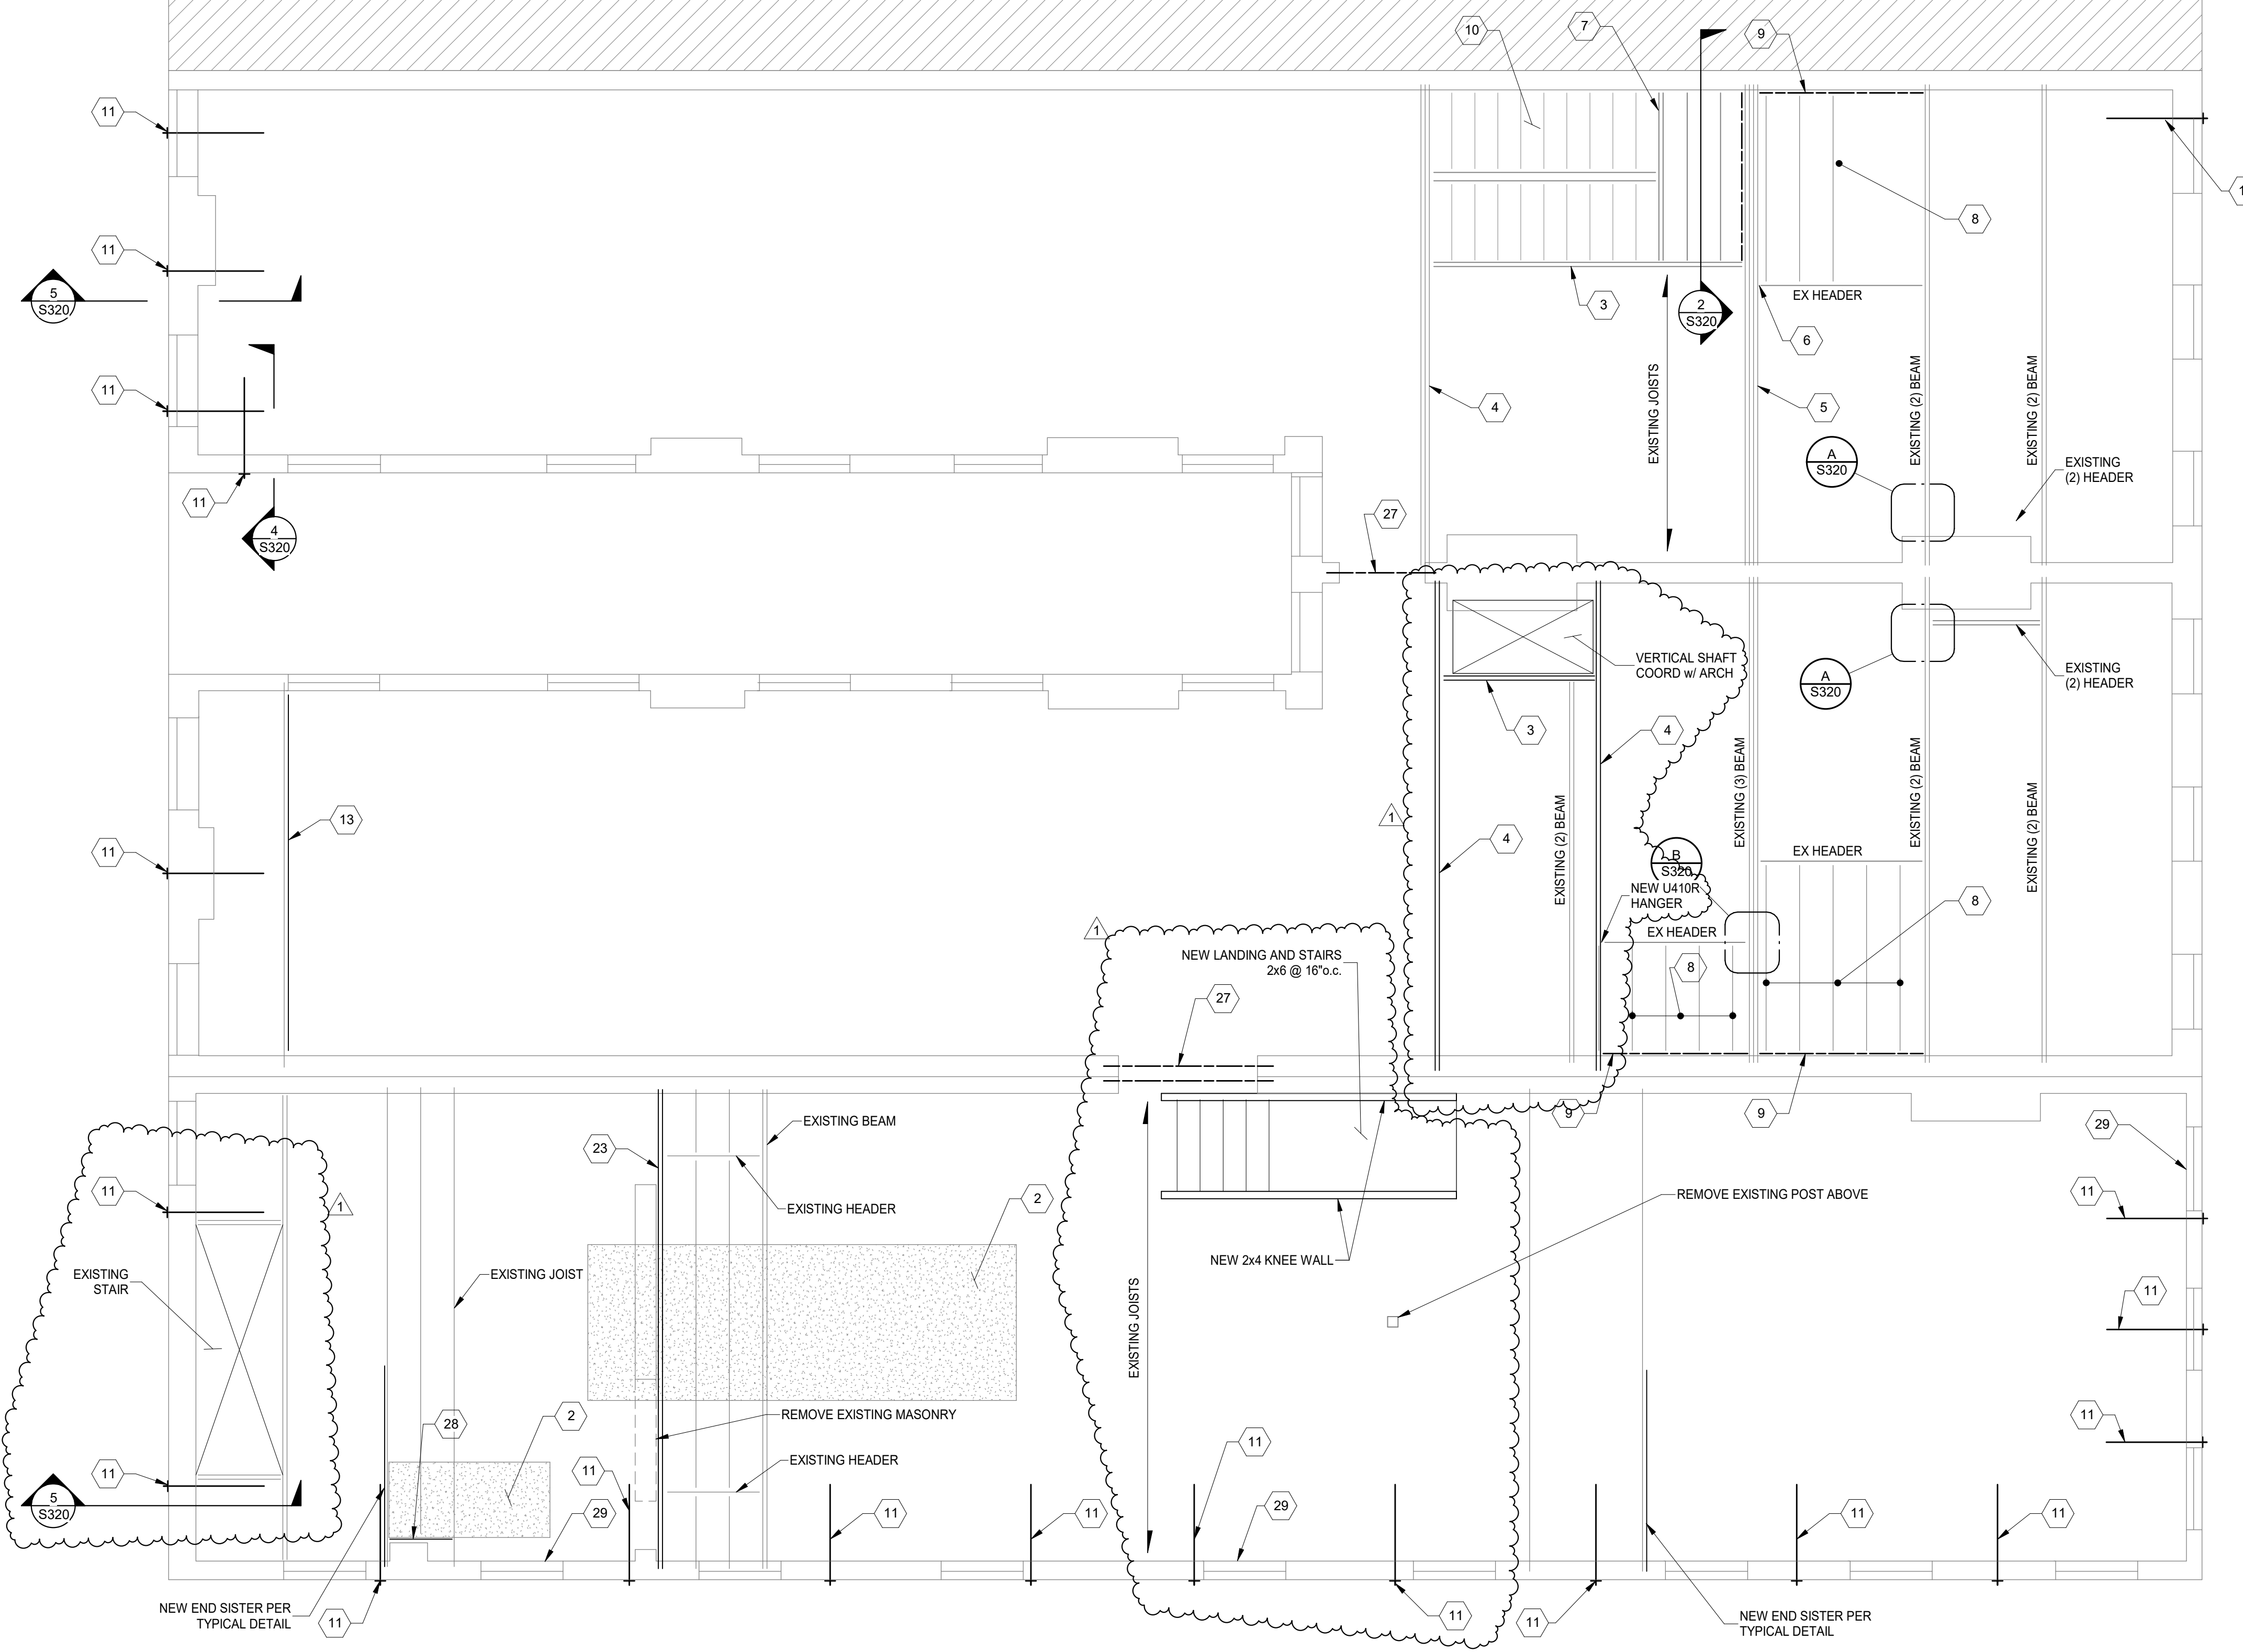 10
7
9
11
1
8
11
5
S320
3
2
S320
EX HEADER
6
11
4
EXISTING JOISTS
5
EXISTING (2) BEAM
EXISTING (2) BEAM
A
S320
EXISTING
(2) HEADER
11
4
S320
27
VERTICAL SHAFT
COORD w/ ARCH
EXISTING
(2) HEADER
A
S320
3
4
13
1
4
EXISTING (2) BEAM
EXISTING (3) BEAM
EXISTING (2) BEAM
EXISTING (2) BEAM
11
B
S320
EX HEADER
NEW U410R
HANGER
8
1
EX HEADER
NEW LANDING AND STAIRS
2x6 @ 16"o.c.
8
27
9
9
EXISTING BEAM
29
23
11
1
EXISTING HEADER
2
REMOVE EXISTING POST ABOVE
11
NEW 2x4 KNEE WALL
EXISTING
STAIR
EXISTING JOIST
EXISTING JOISTS
11
REMOVE EXISTING MASONRY
2
28
11
11
EXISTING HEADER
11
11
5
S320
29
11
11
29
11
11
NEW END SISTER PER
TYPICAL DETAIL
11
11
11
NEW END SISTER PER
TYPICAL DETAIL